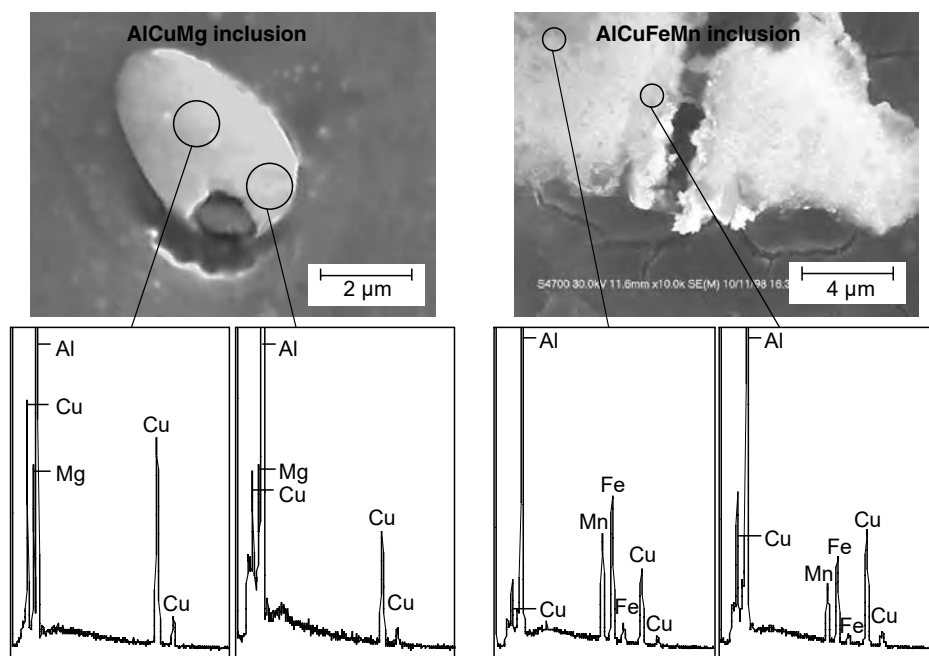 AlCuMg inclusion
AlCuFeMn inclusion
2 µm
S4700 30.0kV 11.6mm x10.0k SE(M) 10/11/98 16:3
4 µm
Al
Cu
Mg
Cu
Cu
Al
Mg
Cu
Cu
Cu
Al
Fe
Mn
Cu
Fe
Cu
Cu
Al
Cu
Cu
Fe
Mn
Cu
Fe